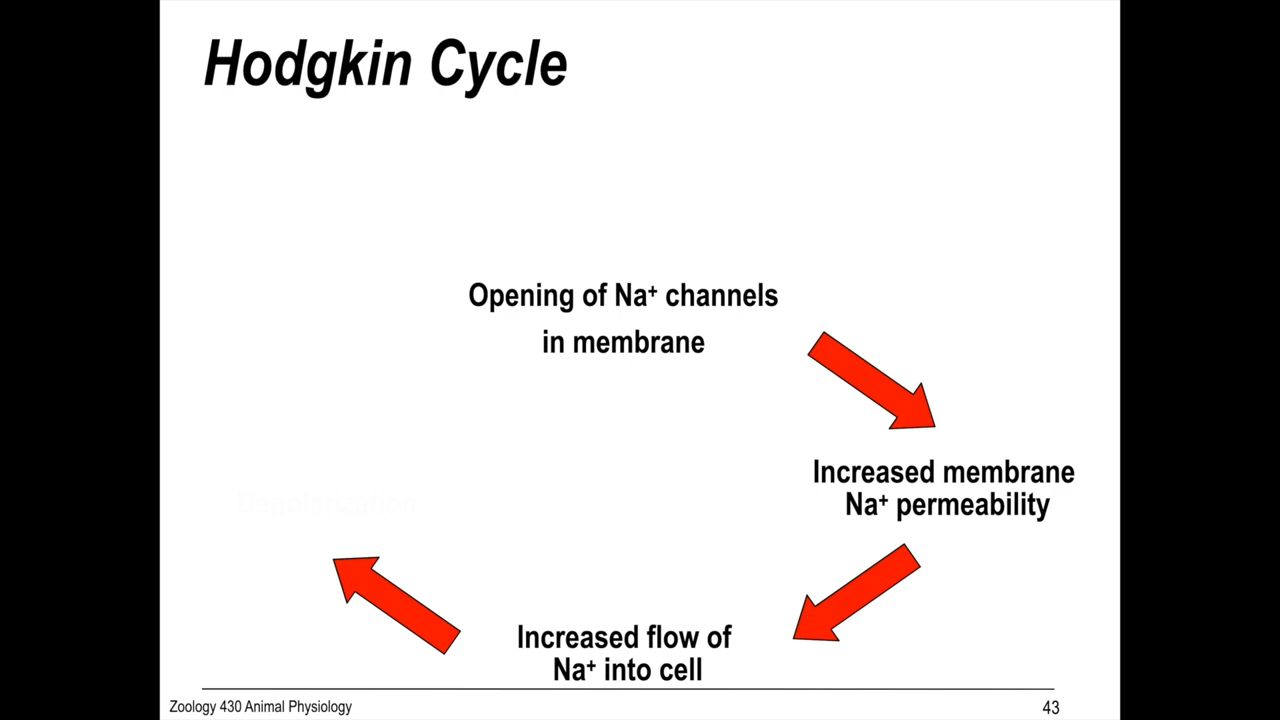 Hodgkin Cycle
Opening of Na⁺ channels
in membrane
Increased membrane
Na⁺ permeability
Depolarization
Increased flow of
Na⁺ into cell
Zoology 430 Animal Physiology
43